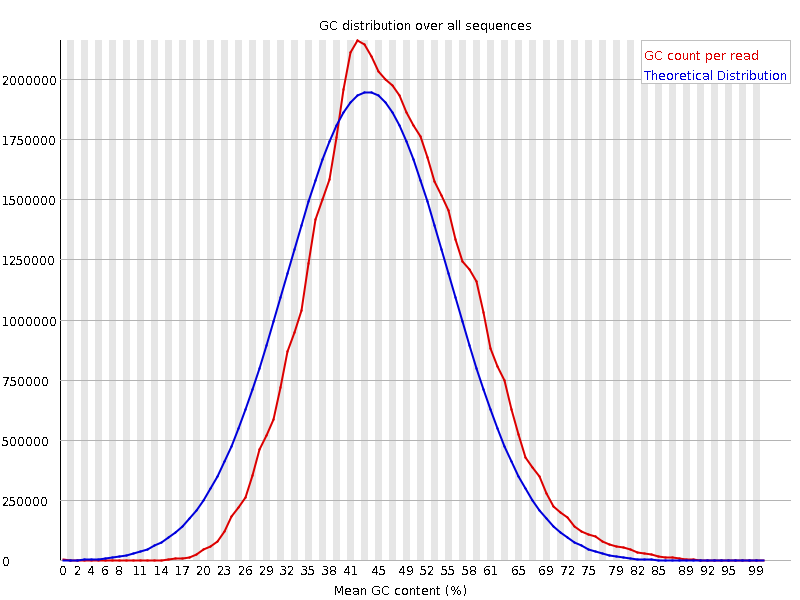 GC distribution over all sequences
GC count per read
Theoretical Distribution
2000000
1750000
1500000
1250000
1000000
750000
500000
250000
0
0 2 4 6 8 11 14 17 20 23 26 29 32 35 38 41 45 49 52 55 58 61 65 69 72 75 79 82 85 89 92 95 99
Mean GC content (%)